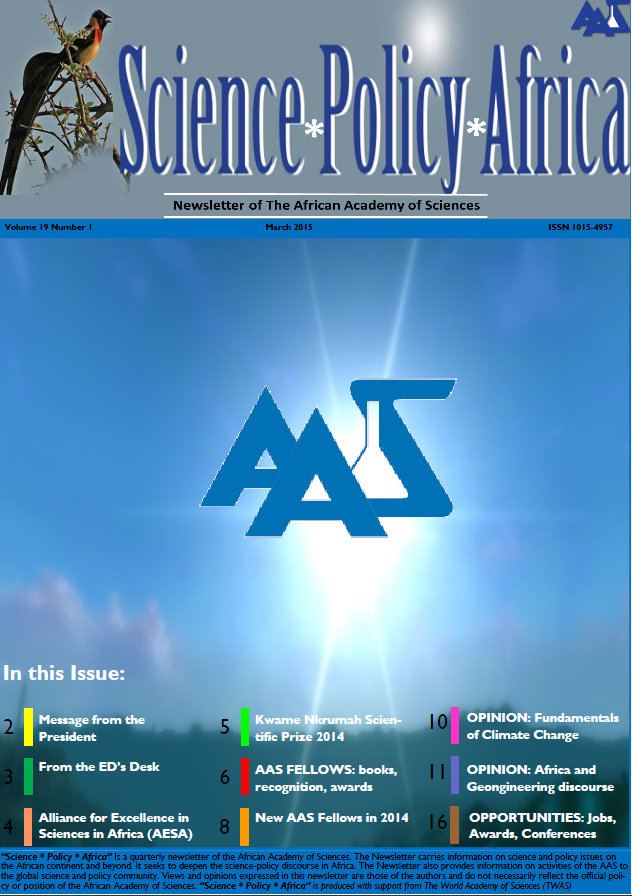 AAS
Science*Policy*Africa
Newsletter of The African Academy of Sciences
Volume 19 Number 1 March 2015 ISSN 1015-4957
AAS
In this Issue:
2 Message from the
President
3 From the ED's Desk
4 Alliance for Excellence in
Sciences in Africa (AESA)
5 Kwame Nkrumah Scien-
tific Prize 2014
6 AAS FELLOWS: books,
recognition, awards
8 New AAS Fellows in 2014
10 OPINION: Fundamentals
of Climate Change
11 OPINION: Africa and
Geongineering discourse
16 OPPORTUNITIES: Jobs,
Awards, Conferences
"Science * Policy * Africa" Is a quarterly newsletter of the African Academy of Sciences. The Newsletter carries information on science and policy issues on
the African continent and beyond. It seeks to deepen the science-policy discourse in Africa. The Newsletter also provides information on activities of the AAS to
the global science and policy community. Views and opinions expressed in this newsletter are those of the authors and do not necessarily reflect the official poli-
cy or position of the African Academy of Sciences. "Science * Policy * Africa" is produced with support from The World Academy of Sciences (TWAS)